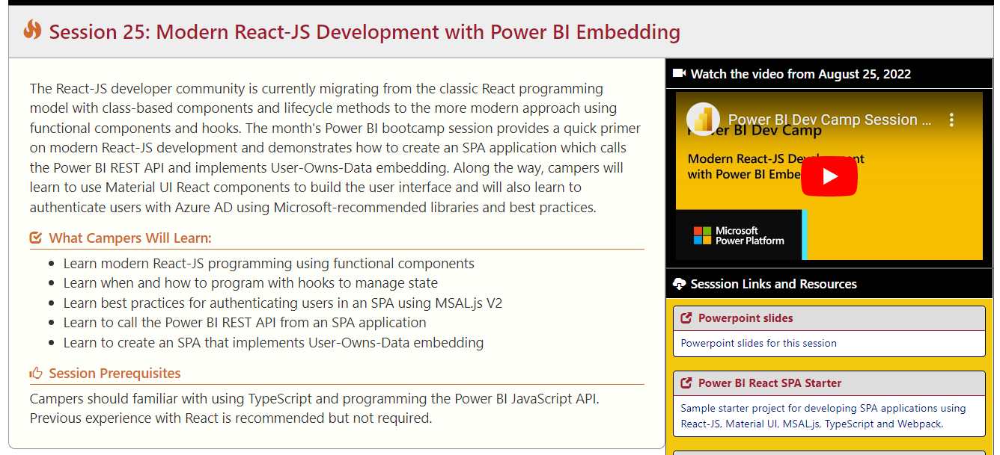 Session 25: Modern React-JS Development with Power BI Embedding
The React-JS developer community is currently migrating from the classic React programming
model with class-based components and lifecycle methods to the more modern approach using
functional components and hooks. The month's Power BI bootcamp session provides a quick primer
on modern React-JS development and demonstrates how to create an SPA application which calls
the Power BI REST API and implements User-Owns-Data embedding. Along the way, campers will
learn to use Material UI React components to build the user interface and will also learn to
authenticate users with Azure AD using Microsoft-recommended libraries and best practices.
What Campers Will Learn:
Learn modern React-JS programming using functional components
Learn when and how to program with hooks to manage state
Learn best practices for authenticating users in an SPA using MSAL.js V2
Learn to call the Power BI REST API from an SPA application
Learn to create an SPA that implements User-Owns-Data embedding
Session Prerequisites
Campers should familiar with using TypeScript and programming the Power BI JavaScript API.
Previous experience with React is recommended but not required.
Watch the video from August 25, 2022
Power BI Dev Camp Session ...
BI Dev Camp
Modern React-JS
with Power BI
Microsoft
Power Platform
Sesssion Links and Resources
Powerpoint slides
Powerpoint slides for this session
Power BI React SPA Starter
Sample starter project for developing SPA applications using
React-JS, Material UI, MSAL.js, TypeScript and Webpack.